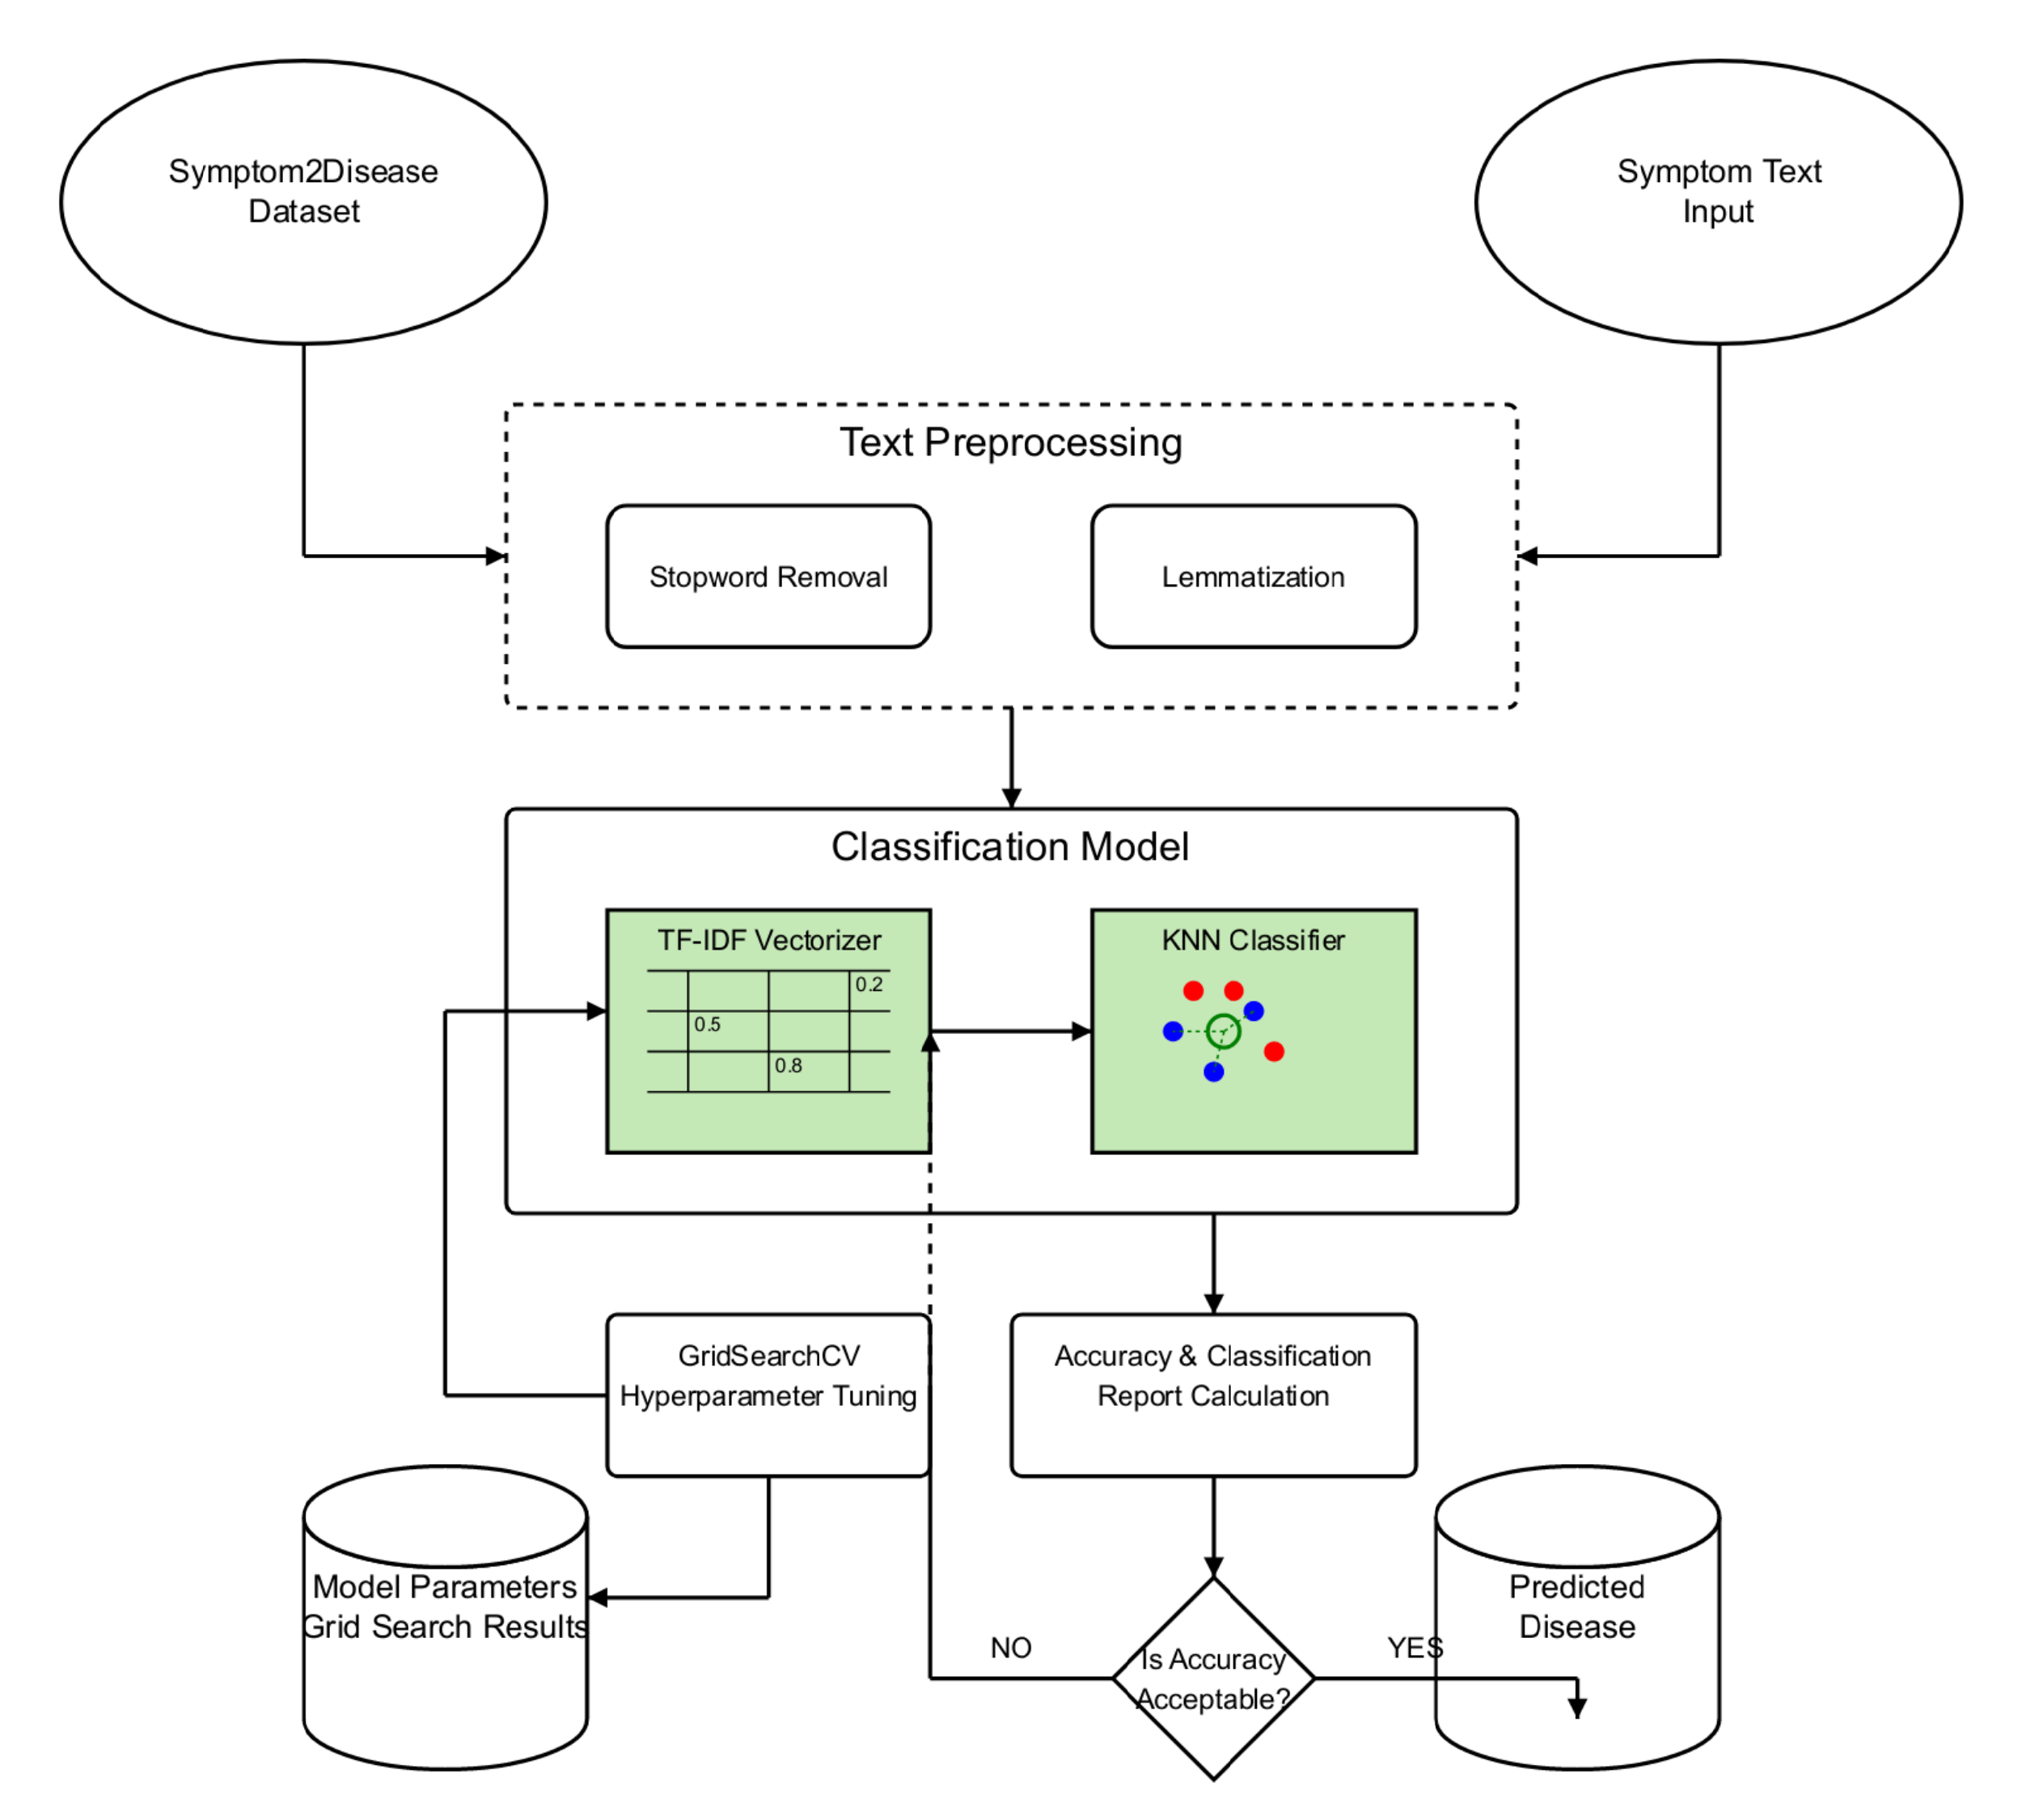 Symptom2Disease
Dataset
Symptom Text
Input
Text Preprocessing
Stopword Removal
Lemmatization
Classification Model
TF-IDF Vectorizer
0.2
0.5
0.8
KNN Classifier
GridSearchCV
Hyperparameter Tuning
Accuracy & Classification
Report Calculation
Model Parameters
Grid Search Results
NO
Is Accuracy
Acceptable?
YES
Predicted
Disease